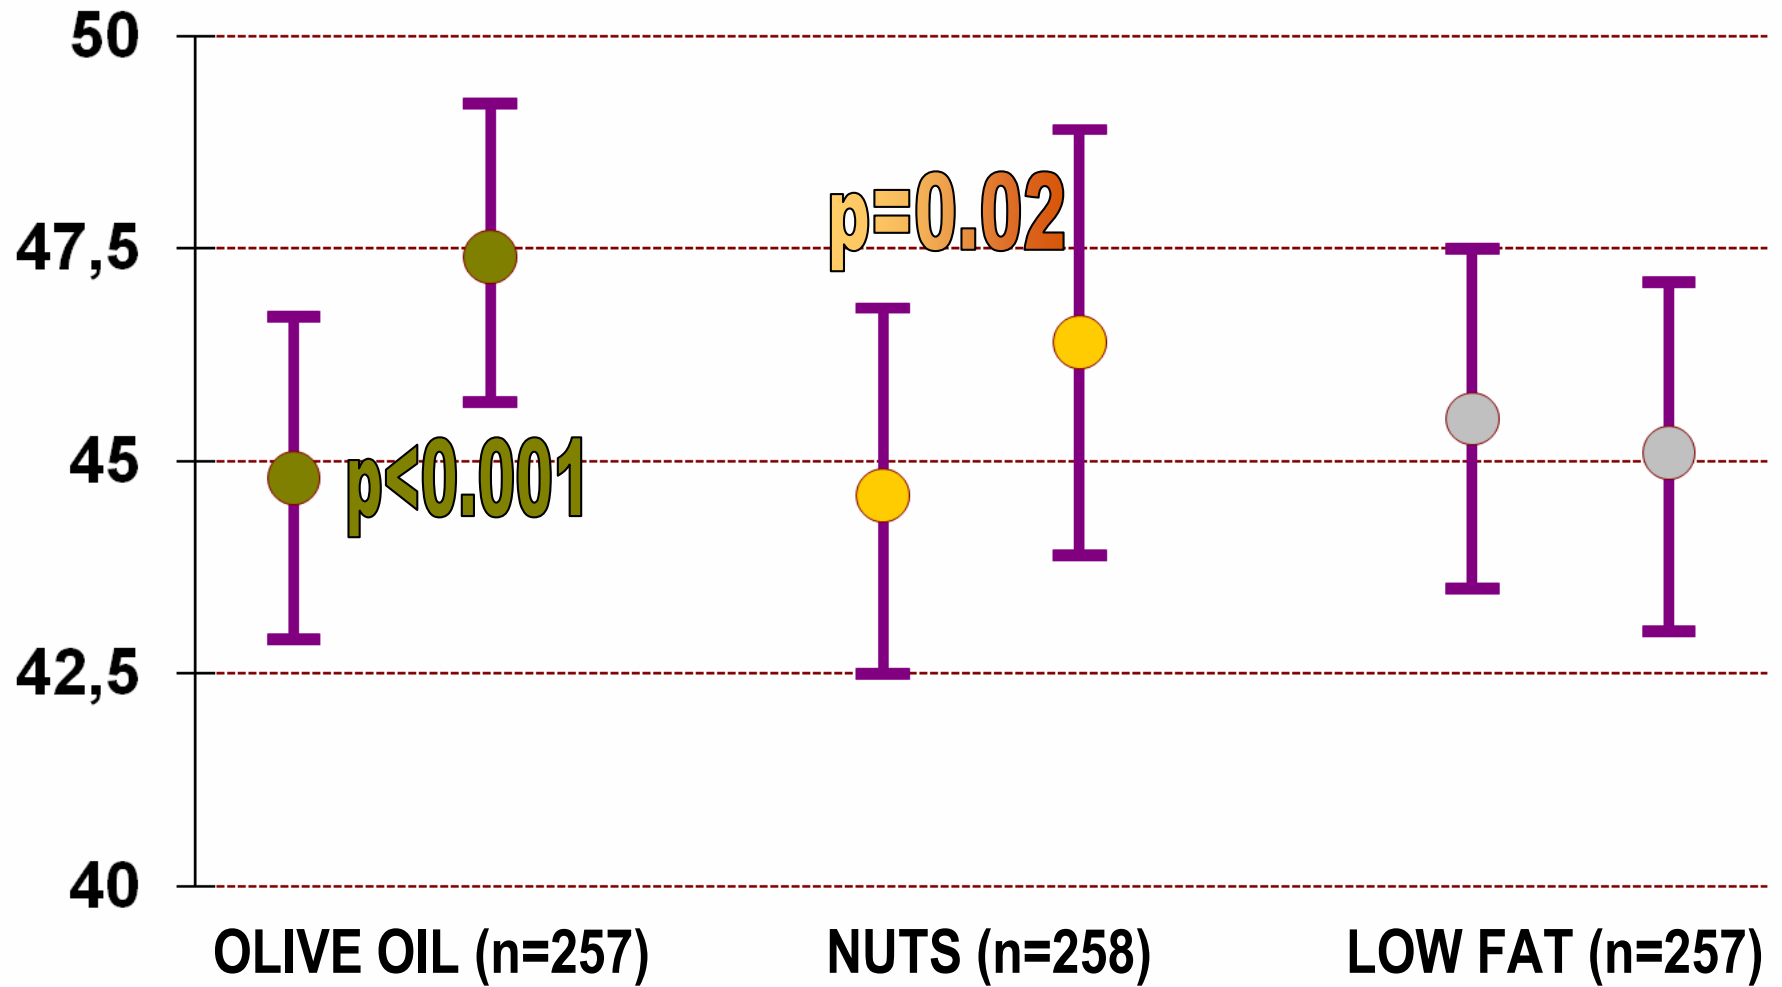 50
47,5
45
42,5
40
p<0.001
p=0.02
OLIVE OIL (n=257)
NUTS (n=258)
LOW FAT (n=257)